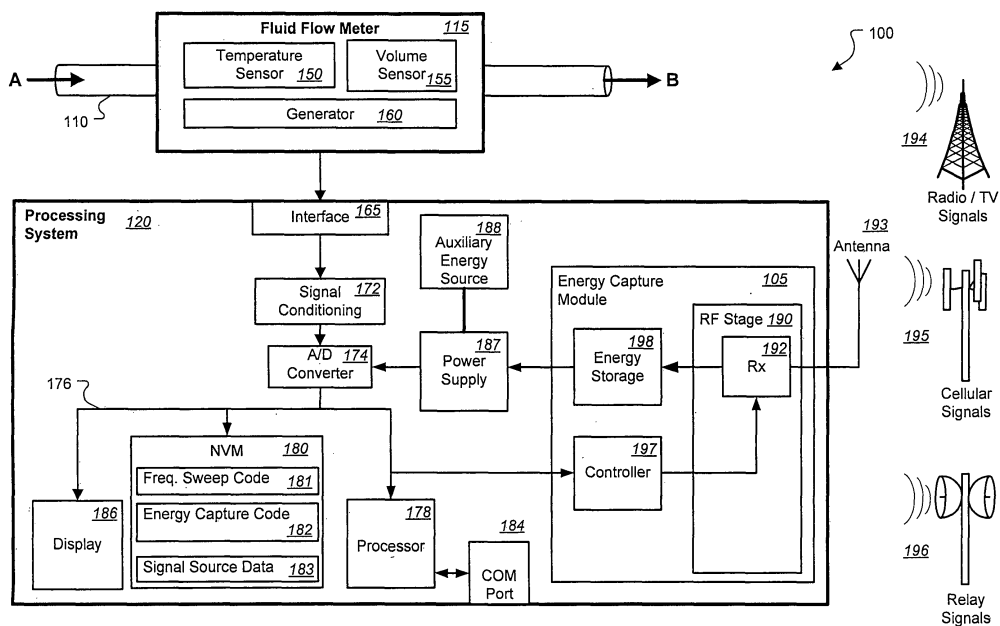 Fluid Flow Meter 115
Temperature
Sensor 150
Volume
Sensor 155
Generator 160
A
B
110
100
194
Radio / TV
Signals
Processing
System
120
Interface 165
188
Auxiliary
Energy
Source
193
Antenna
Signal 172
Conditioning
Energy Capture 105
Module
RF Stage 190
195
Cellular
Signals
A/D 174
Converter
187
Power
Supply
198
Energy
Storage
192
Rx
176
NVM 180
Freq. Sweep Code 181
Energy Capture Code
182
Signal Source Data 183
186
Display
178
Processor
184
COM
Port
197
Controller
196
Relay
Signals